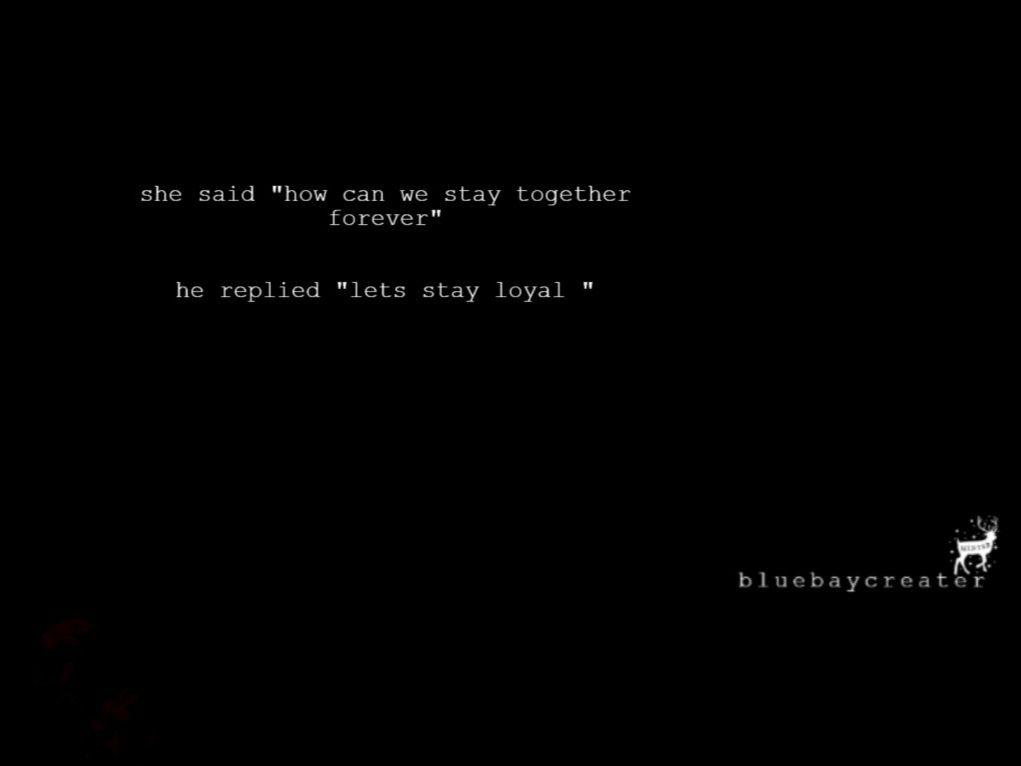 she said "how can we stay together
forever"
he replied "lets stay loyal "
bluebaycreater